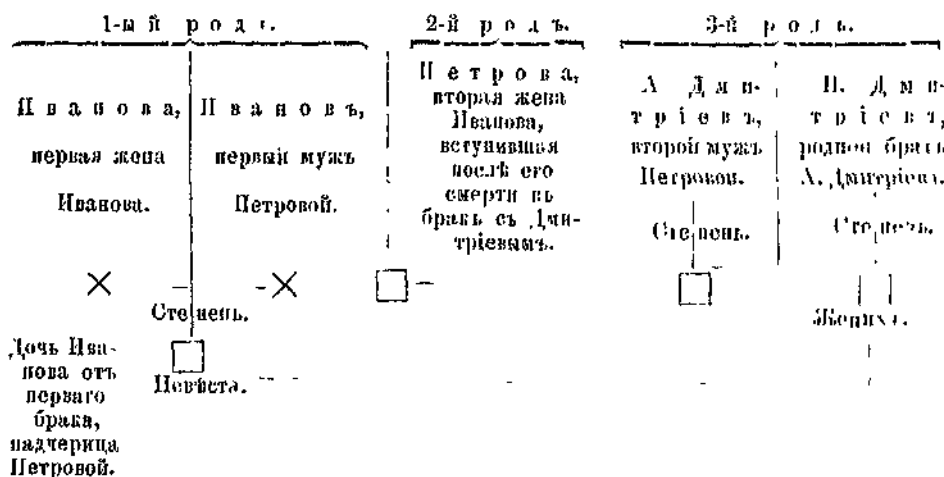 1-ый родъ.
2-й родъ.
3-й родъ.
Иванова,
первая жена
Иванова.
Ивановъ,
первый мужъ
Петровой.
Петрова,
вторая жена
Иванова,
вступившая
послѣ его
смерти въ
бракъ съ Дми-
тріевымъ.
А. Дми-
тріевъ,
второй мужъ
Петровой.
Степень.
П. Дми-
тріевъ,
родной братъ
А. Дмитріева.
Степень.
Степень.
Женихъ.
Дочь Ива-
нова отъ
перваго
брака,
падчерица
Петровой.
Невѣста.